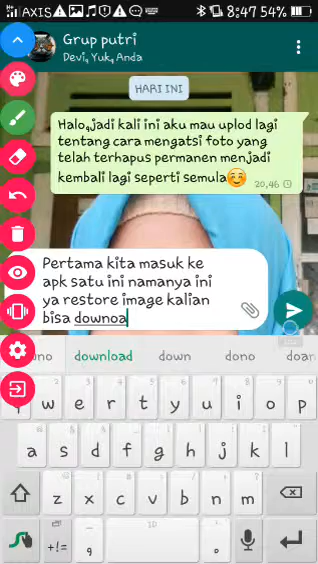 AXIS 8:47 54%
Grup putri
Devi, Yuk, Anda
HARI INI
Halo,jadi kali ini aku mau uplod lagi
tentang cara mengatsi foto yang
telah terhapus permanen menjadi
kembali lagi seperti semula☺
20,46
Pertama kita masuk ke
apk satu ini namanya ini
ya restore image kalian
bisa downoa
download down dono doar
w e r t y u i o p
a s d f g h j k l
z x c v b n m
+!= , .